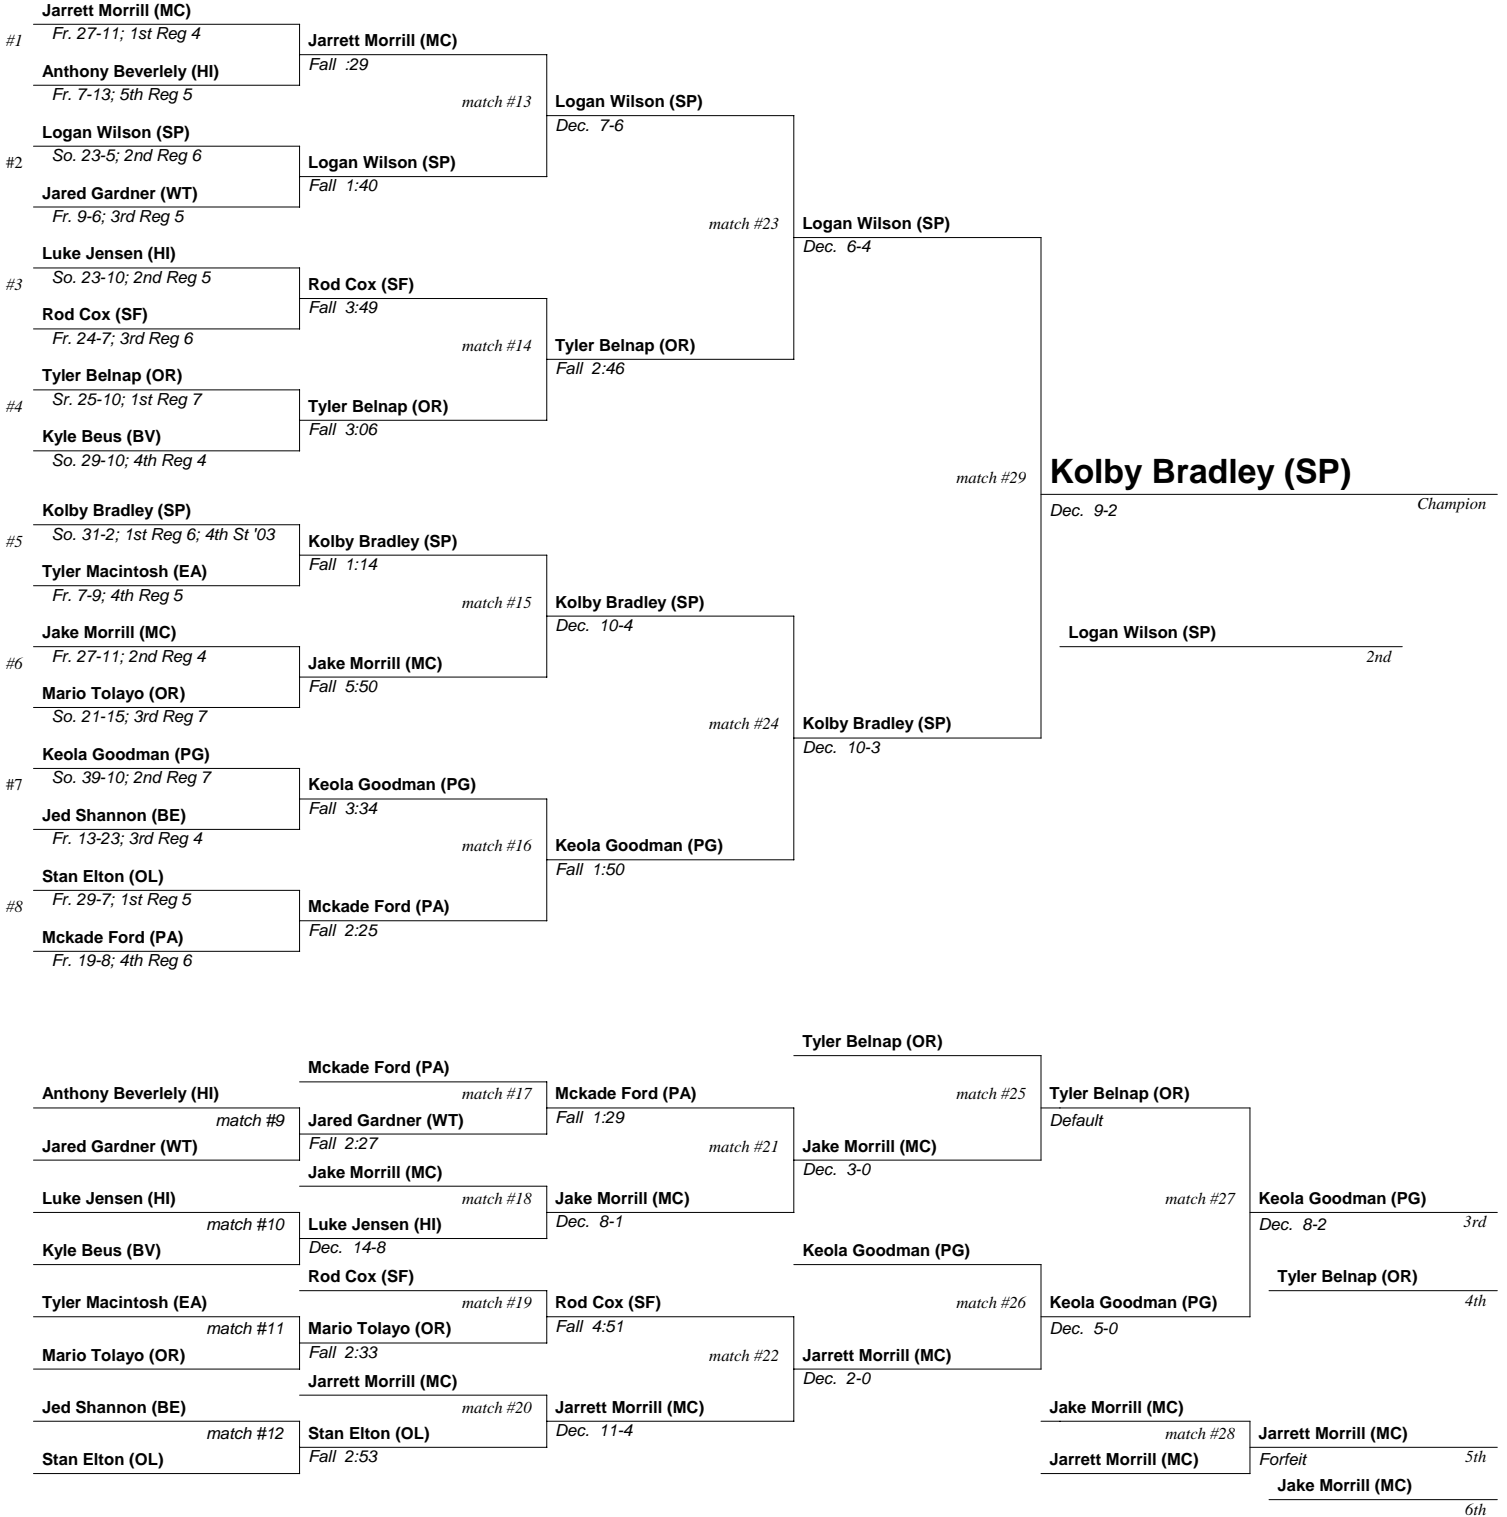 Jarrett Morrill (MC)
#1 Fr. 27-11; 1st Reg 4
Jarrett Morrill (MC)
Fall :29
Anthony Beverlely (HI)
Fr. 7-13; 5th Reg 5
match #13
Logan Wilson (SP)
Dec. 7-6
Logan Wilson (SP)
#2 So. 23-5; 2nd Reg 6
Logan Wilson (SP)
Fall 1:40
Jared Gardner (WT)
Fr. 9-6; 3rd Reg 5
match #23
Logan Wilson (SP)
Dec. 6-4
Luke Jensen (HI)
#3 So. 23-10; 2nd Reg 5
Rod Cox (SF)
Fall 3:49
Rod Cox (SF)
Fr. 24-7; 3rd Reg 6
match #14
Tyler Belnap (OR)
Fall 2:46
Tyler Belnap (OR)
#4 Sr. 25-10; 1st Reg 7
Tyler Belnap (OR)
Fall 3:06
Kyle Beus (BV)
So. 29-10; 4th Reg 4
match #29
Kolby Bradley (SP)
Dec. 9-2
Champion
Kolby Bradley (SP)
#5 So. 31-2; 1st Reg 6; 4th St '03
Kolby Bradley (SP)
Fall 1:14
Tyler Macintosh (EA)
Fr. 7-9; 4th Reg 5
match #15
Kolby Bradley (SP)
Dec. 10-4
Jake Morrill (MC)
#6 Fr. 27-11; 2nd Reg 4
Jake Morrill (MC)
Fall 5:50
Logan Wilson (SP)
2nd
Mario Tolayo (OR)
So. 21-15; 3rd Reg 7
match #24
Kolby Bradley (SP)
Dec. 10-3
Keola Goodman (PG)
#7 So. 39-10; 2nd Reg 7
Keola Goodman (PG)
Fall 3:34
Jed Shannon (BE)
Fr. 13-23; 3rd Reg 4
match #16
Keola Goodman (PG)
Fall 1:50
Stan Elton (OL)
#8 Fr. 29-7; 1st Reg 5
Mckade Ford (PA)
Fall 2:25
Mckade Ford (PA)
Fr. 19-8; 4th Reg 6
Tyler Belnap (OR)
Mckade Ford (PA)
Anthony Beverlely (HI)
match #17
Mckade Ford (PA)
Fall 1:29
match #25
Tyler Belnap (OR)
Default
match #9
Jared Gardner (WT)
Fall 2:27
Jared Gardner (WT)
match #21
Jake Morrill (MC)
Dec. 3-0
Jake Morrill (MC)
Luke Jensen (HI)
match #18
Jake Morrill (MC)
Dec. 8-1
match #27
Keola Goodman (PG)
Dec. 8-2
3rd
match #10
Luke Jensen (HI)
Dec. 14-8
Kyle Beus (BV)
Keola Goodman (PG)
Rod Cox (SF)
Tyler Belnap (OR)
4th
Tyler Macintosh (EA)
match #19
Rod Cox (SF)
Fall 4:51
match #26
Keola Goodman (PG)
Dec. 5-0
match #11
Mario Tolayo (OR)
Fall 2:33
Mario Tolayo (OR)
match #22
Jarrett Morrill (MC)
Dec. 2-0
Jarrett Morrill (MC)
Jed Shannon (BE)
match #20
Jarrett Morrill (MC)
Dec. 11-4
Jake Morrill (MC)
match #12
Stan Elton (OL)
Fall 2:53
match #28
Jarrett Morrill (MC)
Forfeit
5th
Stan Elton (OL)
Jarrett Morrill (MC)
Jake Morrill (MC)
6th